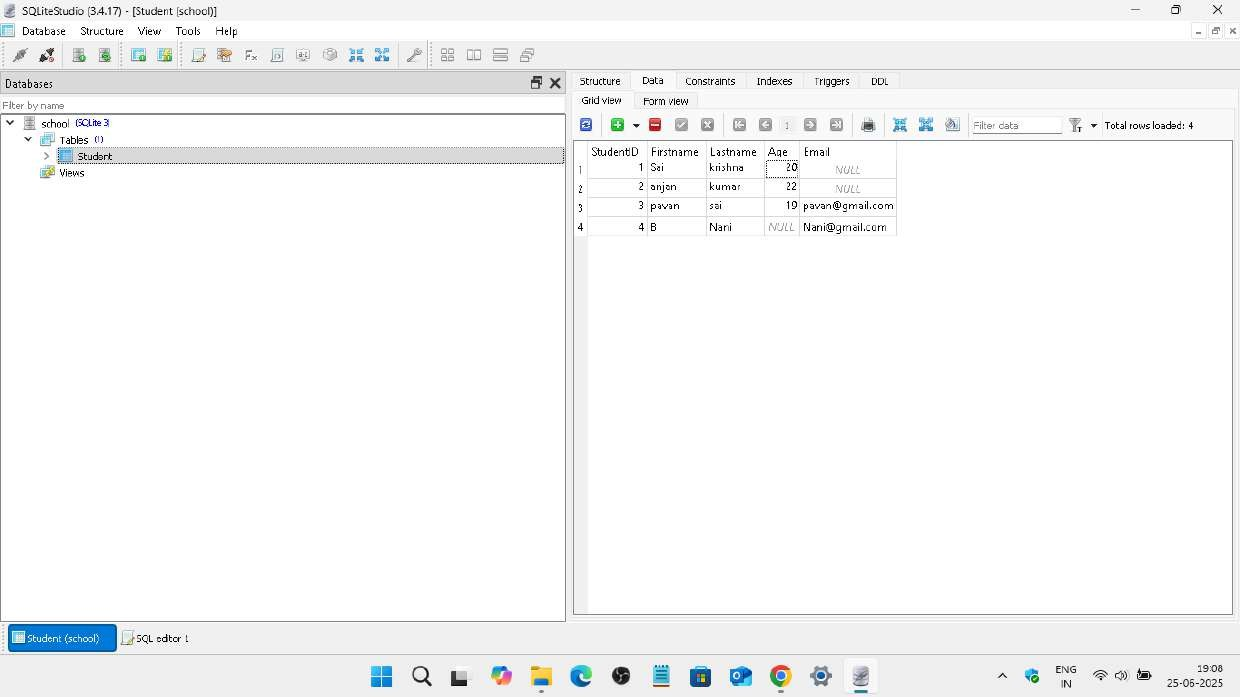 SQLiteStudio (3.4.17) - [Student (school)]
Database Structure View Tools Help
Databases
Filter by name
school (SQLite 3)
Tables (1)
Student
Views
Structure Data Constraints Indexes Triggers DDL
Grid view Form view
1 Filter data Total rows loaded: 4
StudentID Firstname Lastname Age Email
1 1 Sai krishna 20 NULL
2 2 anjan kumar 22 NULL
3 3 pavan sai 19 pavan@gmail.com
4 4 B Nani NULL Nani@gmail.com
Student (school) SQL editor 1
ENG
IN
19:08
25-06-2025